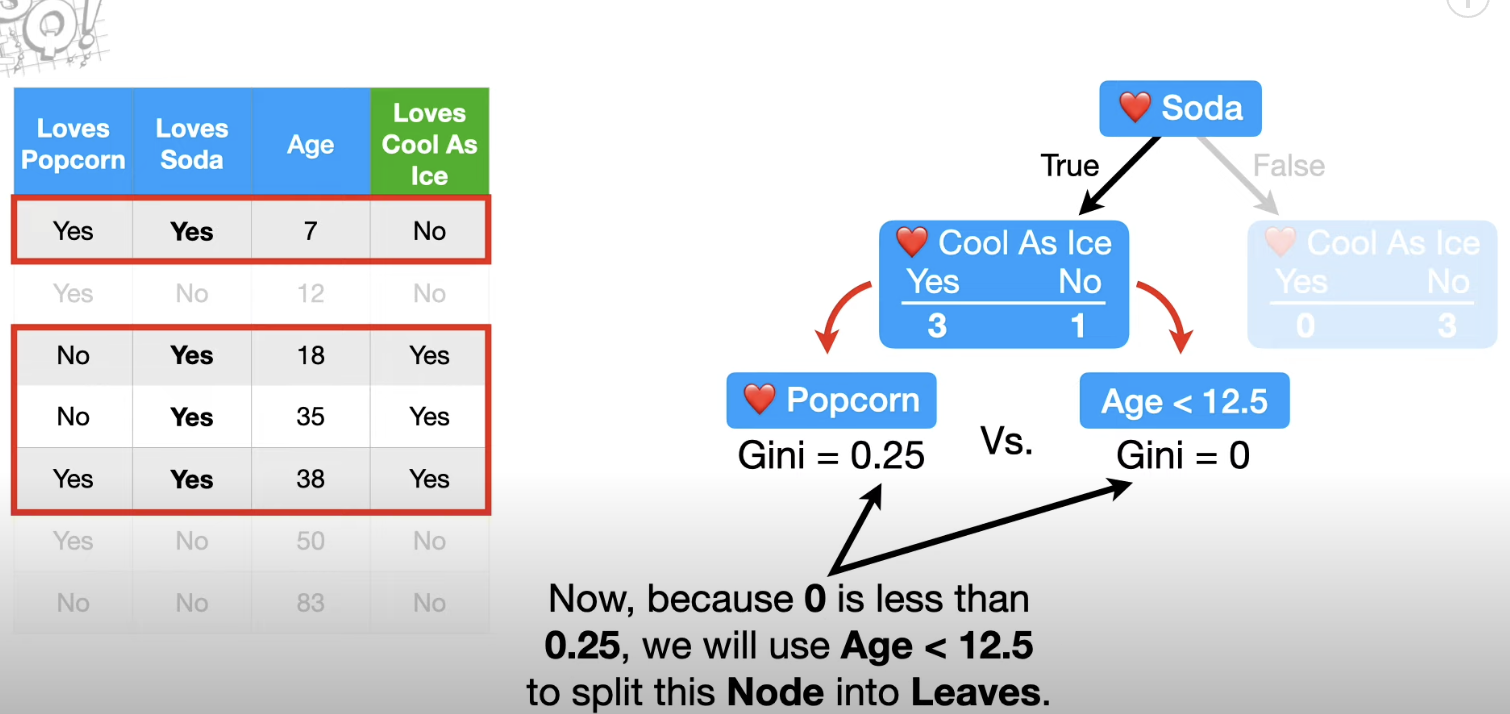 Q!
Loves Popcorn Loves Soda Age Loves Cool As Ice
Yes Yes 7 No
Yes No 12 No
No Yes 18 Yes
No Yes 35 Yes
Yes Yes 38 Yes
Yes No 50 No
No No 83 No
❤️ Soda
True False
❤️ Cool As Ice
Yes No
3 1
❤️ Cool As Ice
Yes No
0 3
❤️ Popcorn
Gini = 0.25
Vs.
Age < 12.5
Gini = 0
Now, because 0 is less than
0.25, we will use Age < 12.5
to split this Node into Leaves.